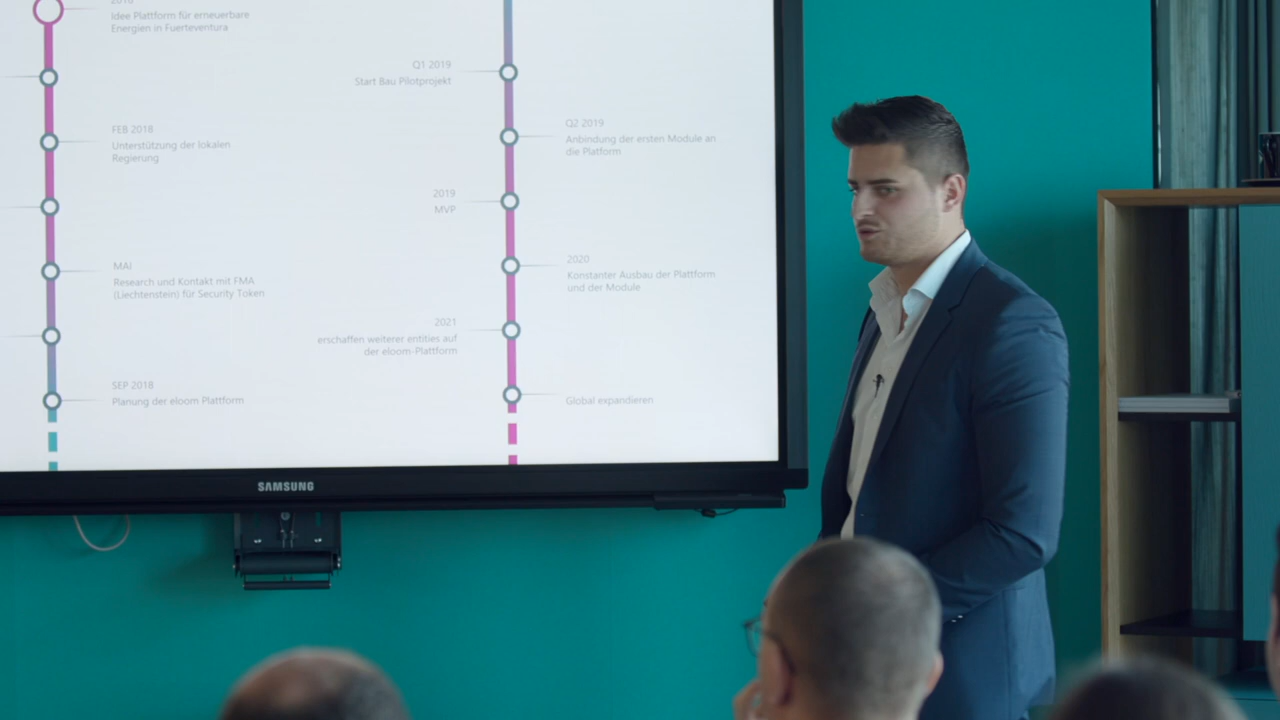 2016
Idee Plattform für erneuerbare
Energien in Fuerteventura
FEB 2018
Unterstützung der lokalen
Regierung
MAI
Research und Kontakt mit FMA
(Liechtenstein) für Security Token
SEP 2018
Planung der eloom Plattform
Q1 2019
Start Bau Pilotprojekt
Q2 2019
Anbindung der ersten Module an
die Platform
2019
MVP
2020
Konstanter Ausbau der Plattform
und der Module
2021
erschaffen weiterer entities auf
der eloom-Plattform
Global expandieren
SAMSUNG